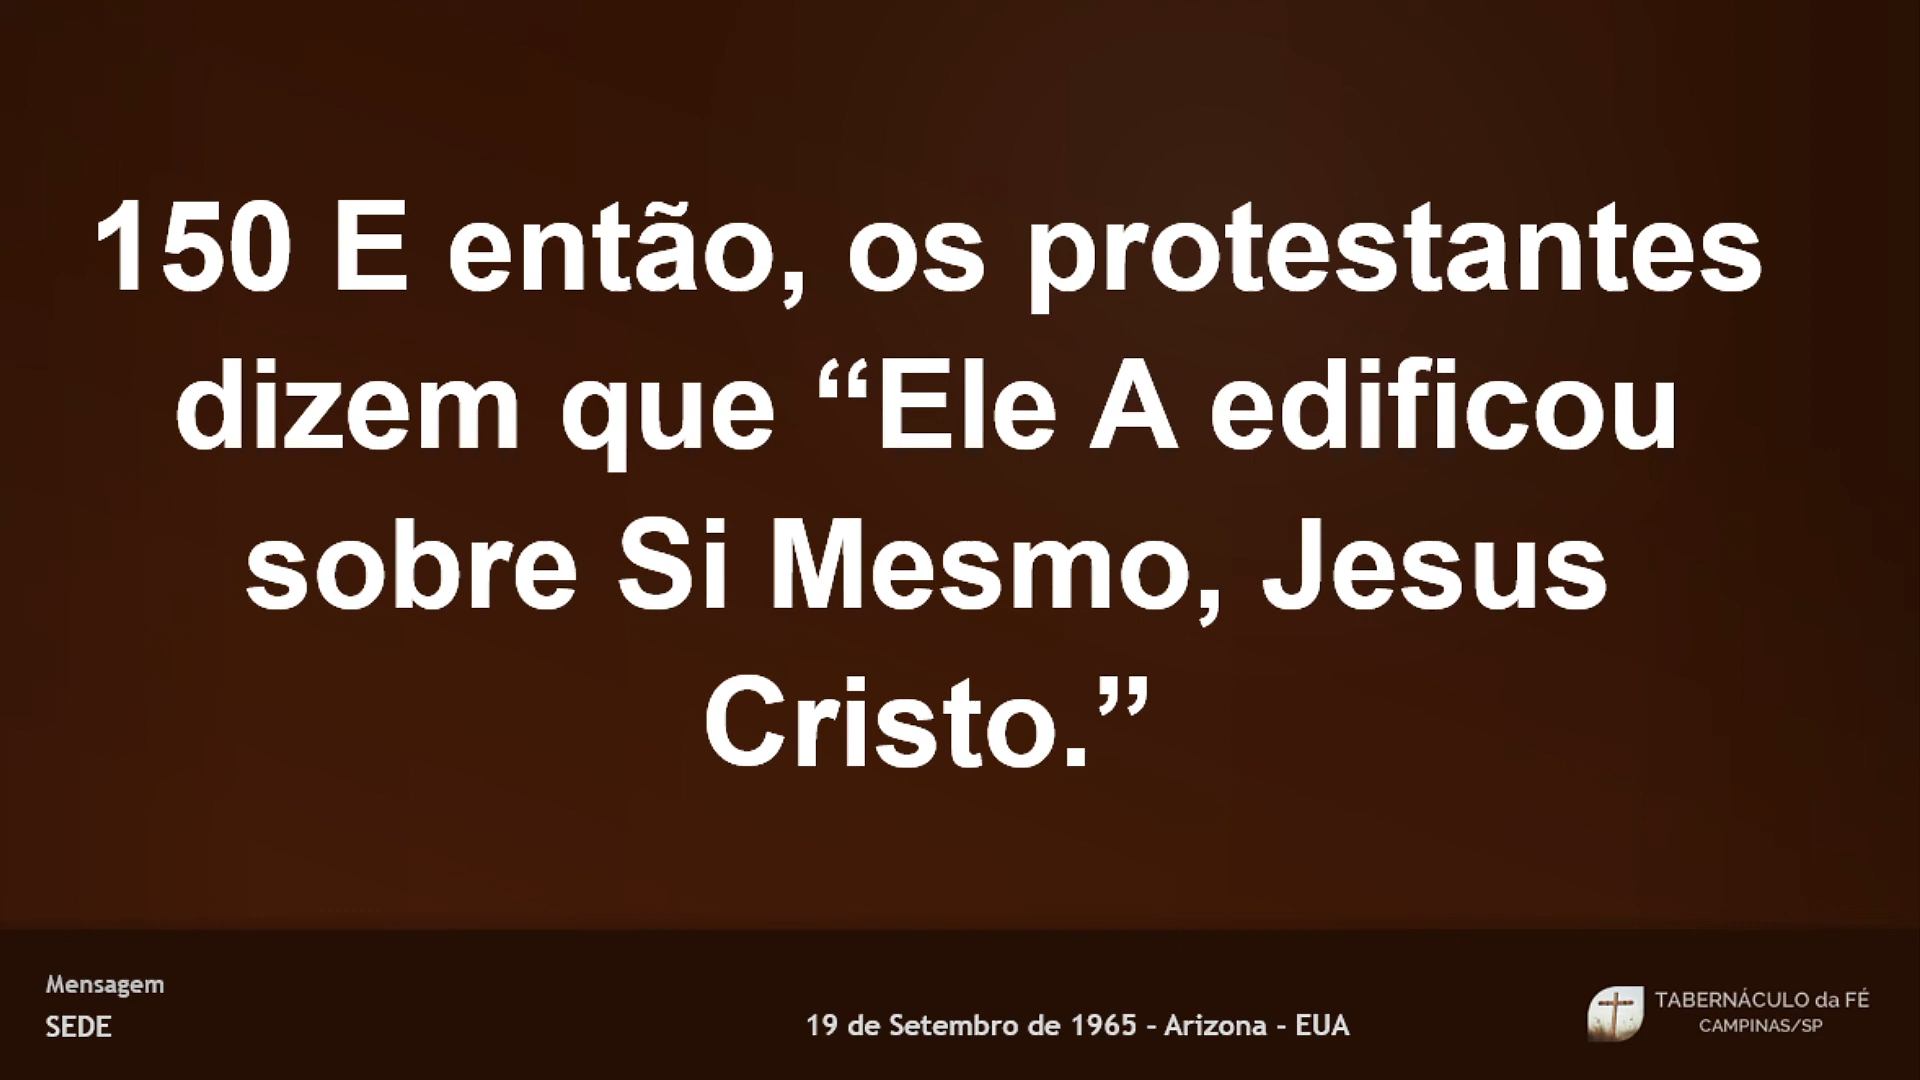 150 E então, os protestantes
dizem que “Ele A edificou
sobre Si Mesmo, Jesus
Cristo.”
Mensagem
SEDE
19 de Setembro de 1965 - Arizona - EUA
TABERNÁCULO da FÉ
CAMPINAS/SP